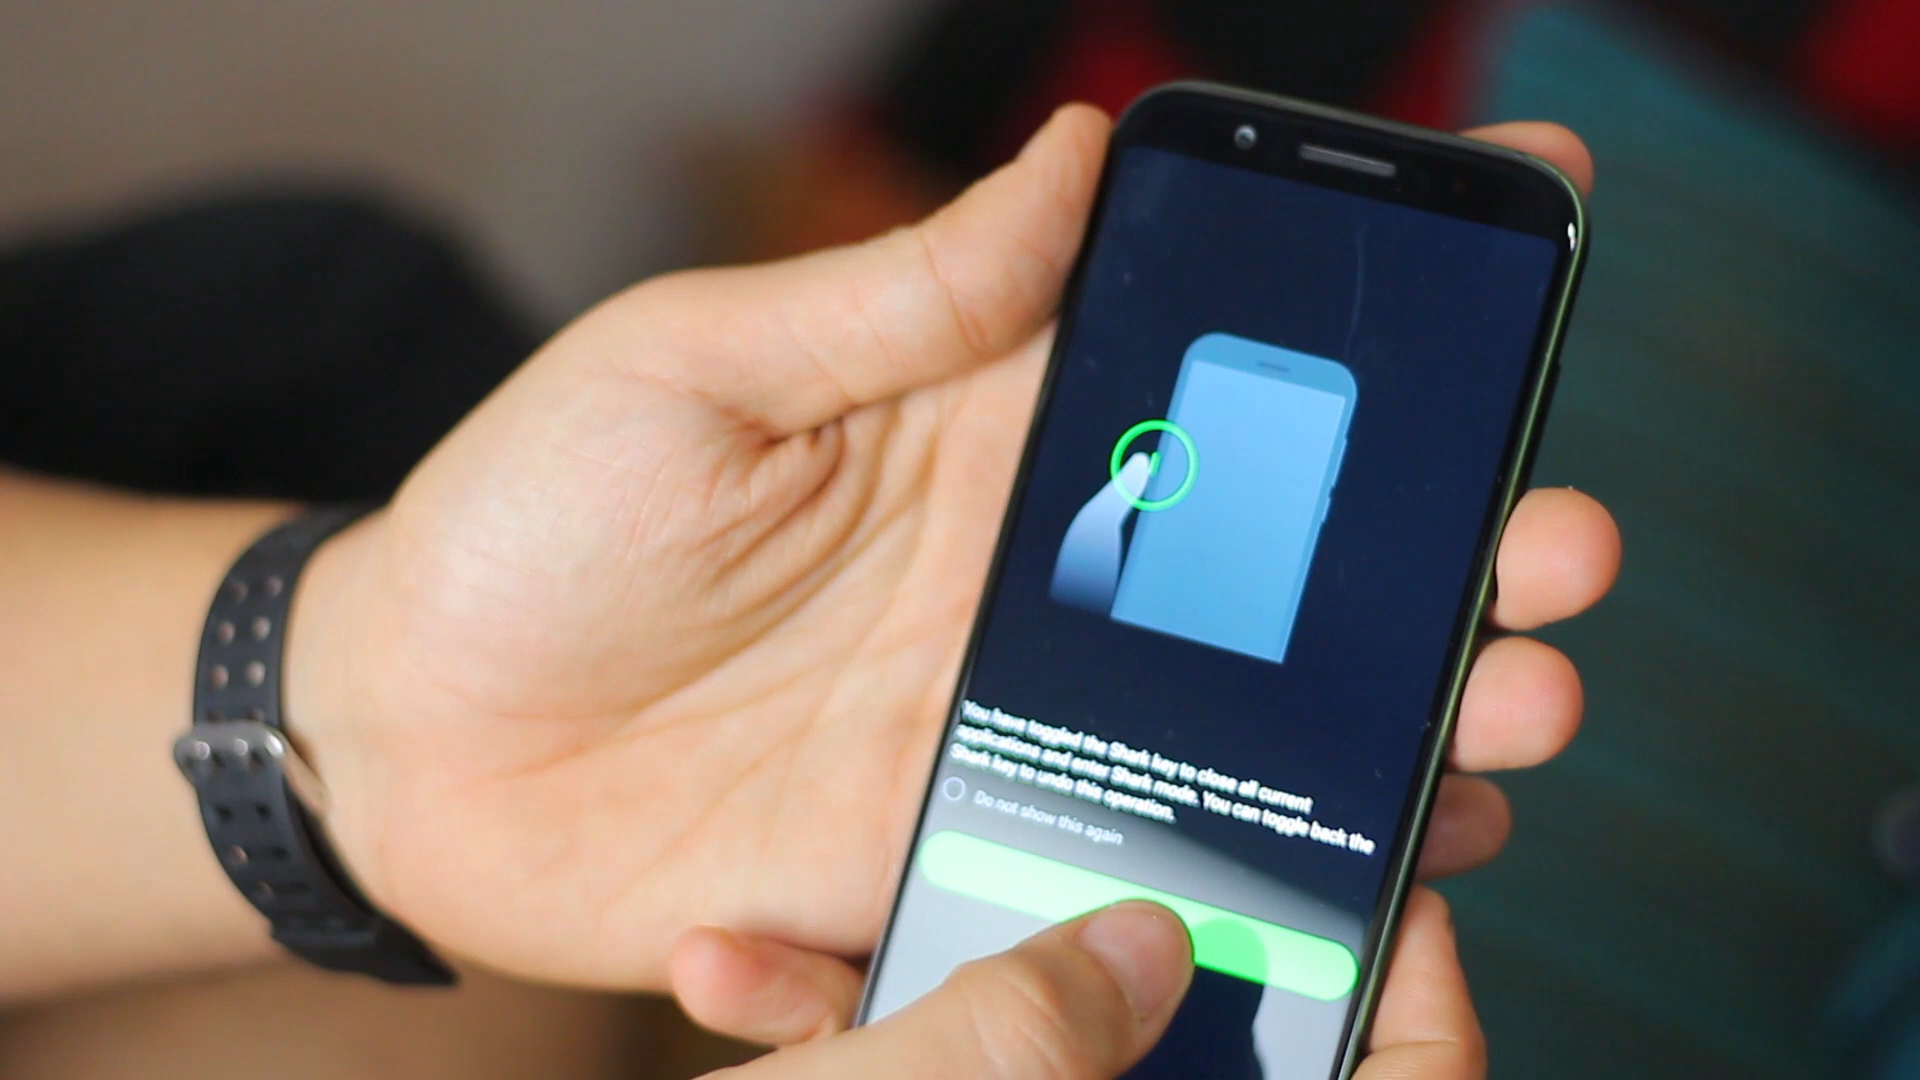 You have toggled the Shark key to close all current
applications and enter Shark mode. You can toggle back the
Shark key to undo this operation.
Do not show this again